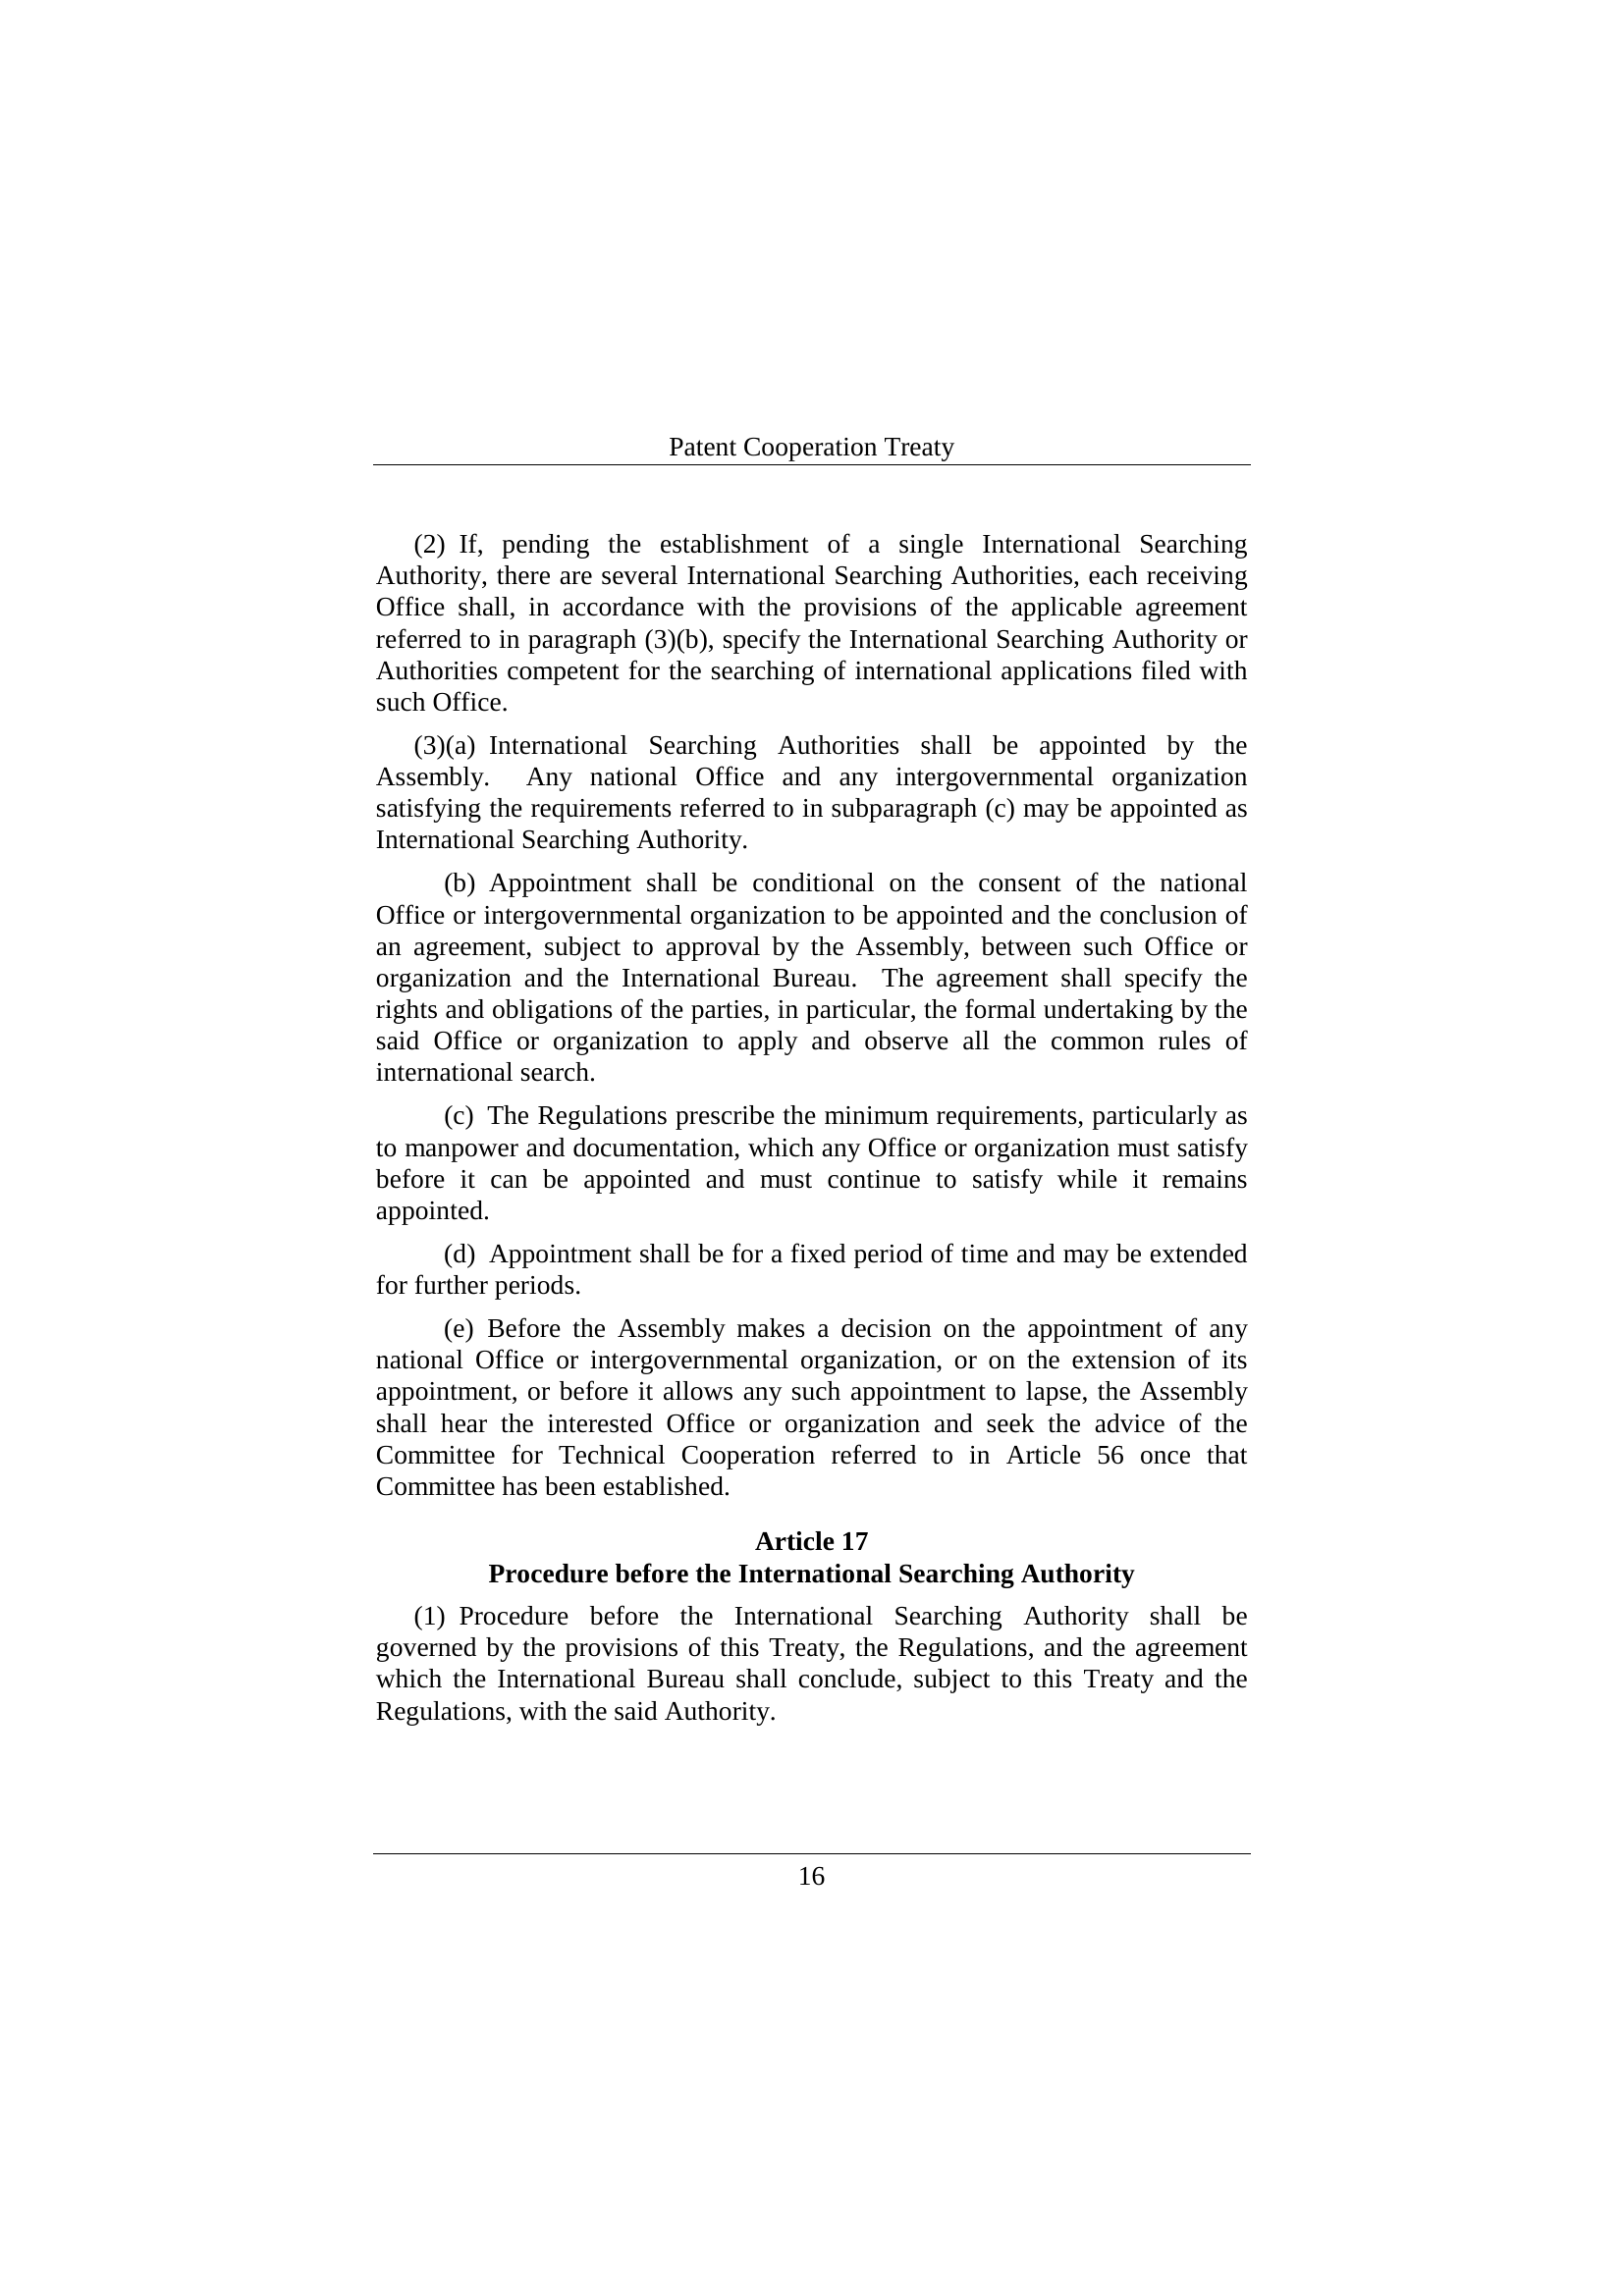 Patent Cooperation Treaty
(2) If, pending the establishment of a single International Searching
Authority, there are several International Searching Authorities, each receiving
Office shall, in accordance with the provisions of the applicable agreement
referred to in paragraph (3)(b), specify the International Searching Authority or
Authorities competent for the searching of international applications filed with
such Office.
(3)(a) International Searching Authorities shall be appointed by the
Assembly. Any national Office and any intergovernmental organization
satisfying the requirements referred to in subparagraph (c) may be appointed as
International Searching Authority.
(b) Appointment shall be conditional on the consent of the national
Office or intergovernmental organization to be appointed and the conclusion of
an agreement, subject to approval by the Assembly, between such Office or
organization and the International Bureau. The agreement shall specify the
rights and obligations of the parties, in particular, the formal undertaking by the
said Office or organization to apply and observe all the common rules of
international search.
(c) The Regulations prescribe the minimum requirements, particularly as
to manpower and documentation, which any Office or organization must satisfy
before it can be appointed and must continue to satisfy while it remains
appointed.
(d) Appointment shall be for a fixed period of time and may be extended
for further periods.
(e) Before the Assembly makes a decision on the appointment of any
national Office or intergovernmental organization, or on the extension of its
appointment, or before it allows any such appointment to lapse, the Assembly
shall hear the interested Office or organization and seek the advice of the
Committee for Technical Cooperation referred to in Article 56 once that
Committee has been established.
Article 17
Procedure before the International Searching Authority
(1) Procedure before the International Searching Authority shall be
governed by the provisions of this Treaty, the Regulations, and the agreement
which the International Bureau shall conclude, subject to this Treaty and the
Regulations, with the said Authority.
16